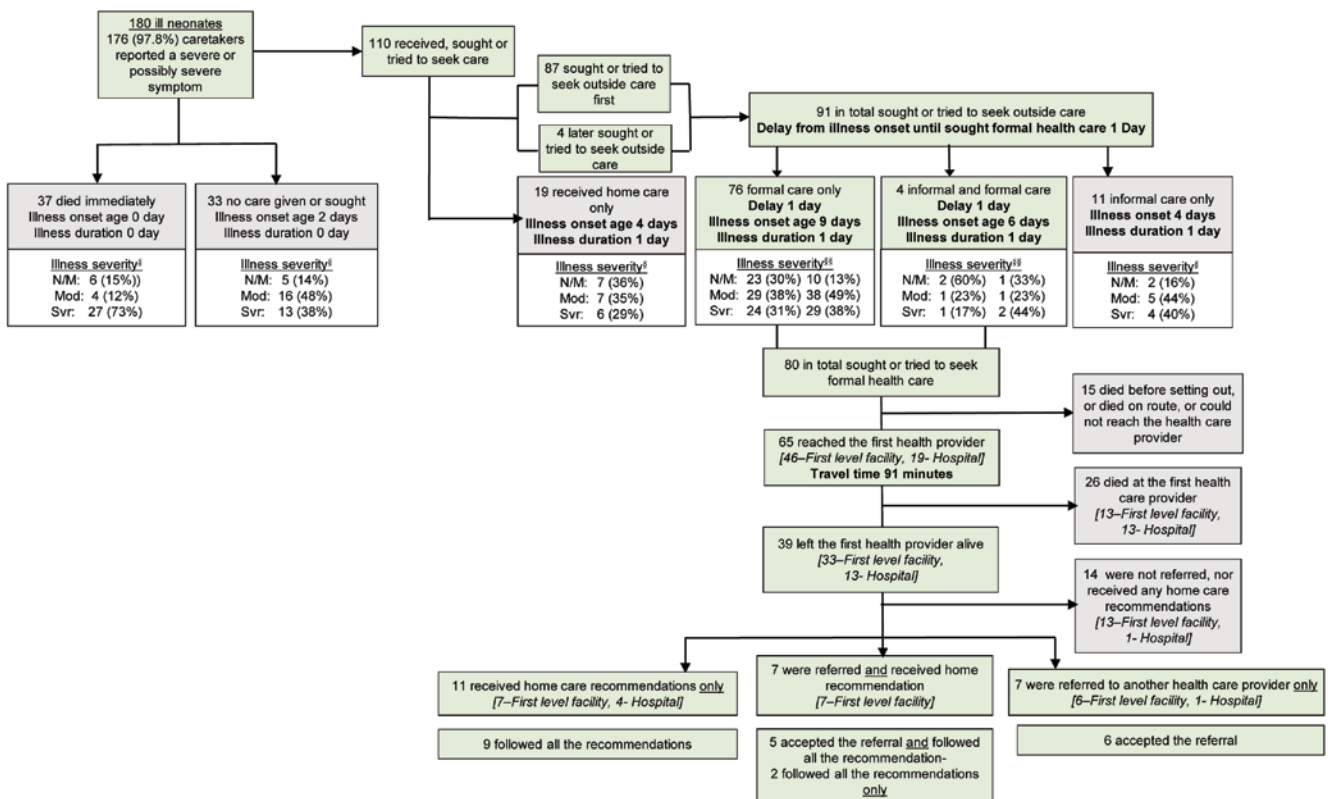 180 ill neonates
176 (97.8%) caretakers
reported a severe or
possibly severe
symptom
110 received, sought or
tried to seek care
87 sought or tried to
seek outside care
first
4 later sought or
tried to seek outside
care
91 in total sought or tried to seek outside care
Delay from illness onset until sought formal health care 1 Day
37 died immediately
Illness onset age 0 day
Illness duration 0 day
Illness severity§
N/M: 6 (15%))
Mod: 4 (12%)
Svr: 27 (73%)
33 no care given or sought
Illness onset age 2 days
Illness duration 0 day
Illness severity§
N/M: 5 (14%)
Mod: 16 (48%)
Svr: 13 (38%)
19 received home care
only
Illness onset age 4 days
Illness duration 1 day
Illness severity§
N/M: 7 (36%)
Mod: 7 (35%)
Svr: 6 (29%)
76 formal care only
Delay 1 day
Illness onset age 9 days
Illness duration 1 day
Illness severity§§
N/M: 23 (30%) 10 (13%)
Mod: 29 (38%) 38 (49%)
Svr: 24 (31%) 29 (38%)
4 informal and formal care
Delay 1 day
Illness onset age 6 days
Illness duration 1 day
Illness severity§§
N/M: 2 (60%) 1 (33%)
Mod: 1 (23%) 1 (23%)
Svr: 1 (17%) 2 (44%)
11 informal care only
Illness onset 4 days
Illness duration 1 day
Illness severity§
N/M: 2 (16%)
Mod: 5 (44%)
Svr: 4 (40%)
80 in total sought or tried to seek
formal health care
15 died before setting out,
or died on route, or could
not reach the health care
provider
65 reached the first health provider
[46–First level facility, 19- Hospital]
Travel time 91 minutes
26 died at the first health
care provider
[13–First level facility,
13- Hospital]
39 left the first health provider alive
[33–First level facility,
13- Hospital]
14 were not referred, nor
received any home care
recommendations
[13–First level facility,
1- Hospital]
11 received home care recommendations only
[7–First level facility, 4- Hospital]
9 followed all the recommendations
7 were referred and received home
recommendation
[7–First level facility]
5 accepted the referral and followed
all the recommendation-
2 followed all the recommendations
only
7 were referred to another health care provider only
[6–First level facility, 1- Hospital]
6 accepted the referral